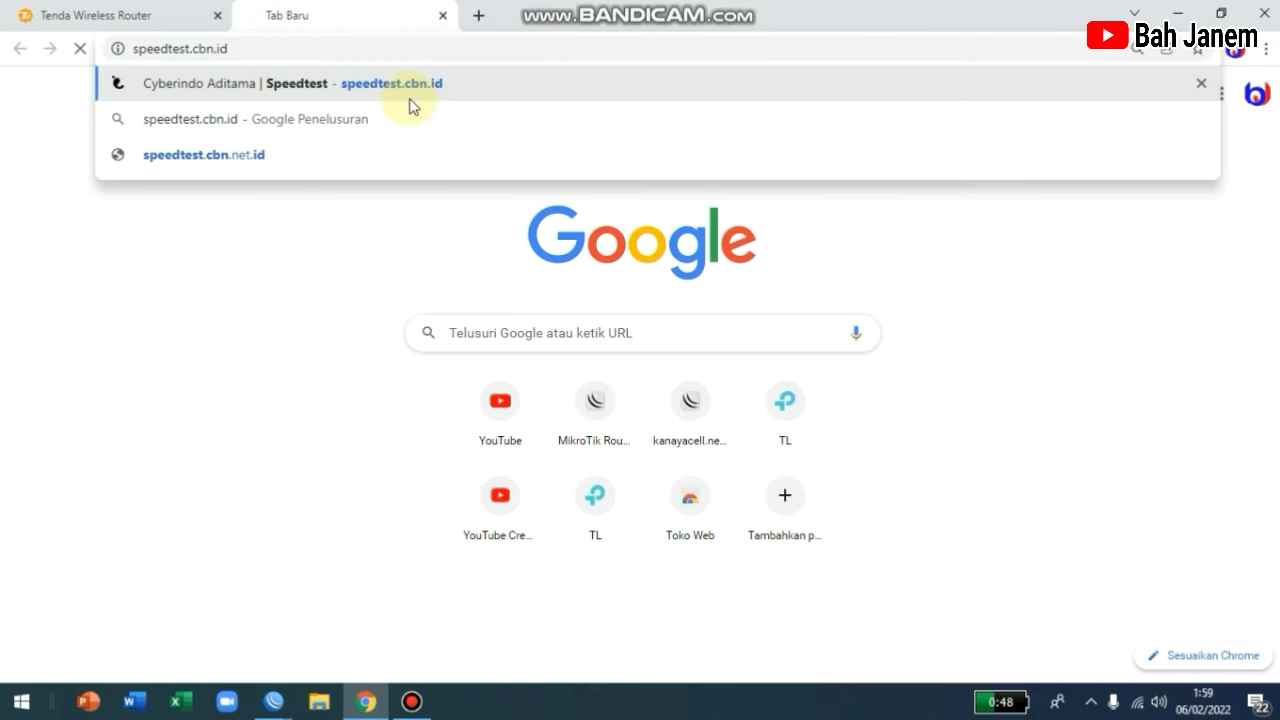 Tenda Wireless Router
Tab Baru
www.BANDICAM.com
Bah Janem
speedtest.cbn.id
Cyberindo Aditama | Speedtest - speedtest.cbn.id
speedtest.cbn.id - Google Penelusuran
speedtest.cbn.net.id
Google
Telusuri Google atau ketik URL
YouTube
MikroTik Rou...
kanayacell.ne...
TL
YouTube Cre...
TL
Toko Web
Tambahkan p...
Sesuaikan Chrome
0:48
1:59
06/02/2022
22